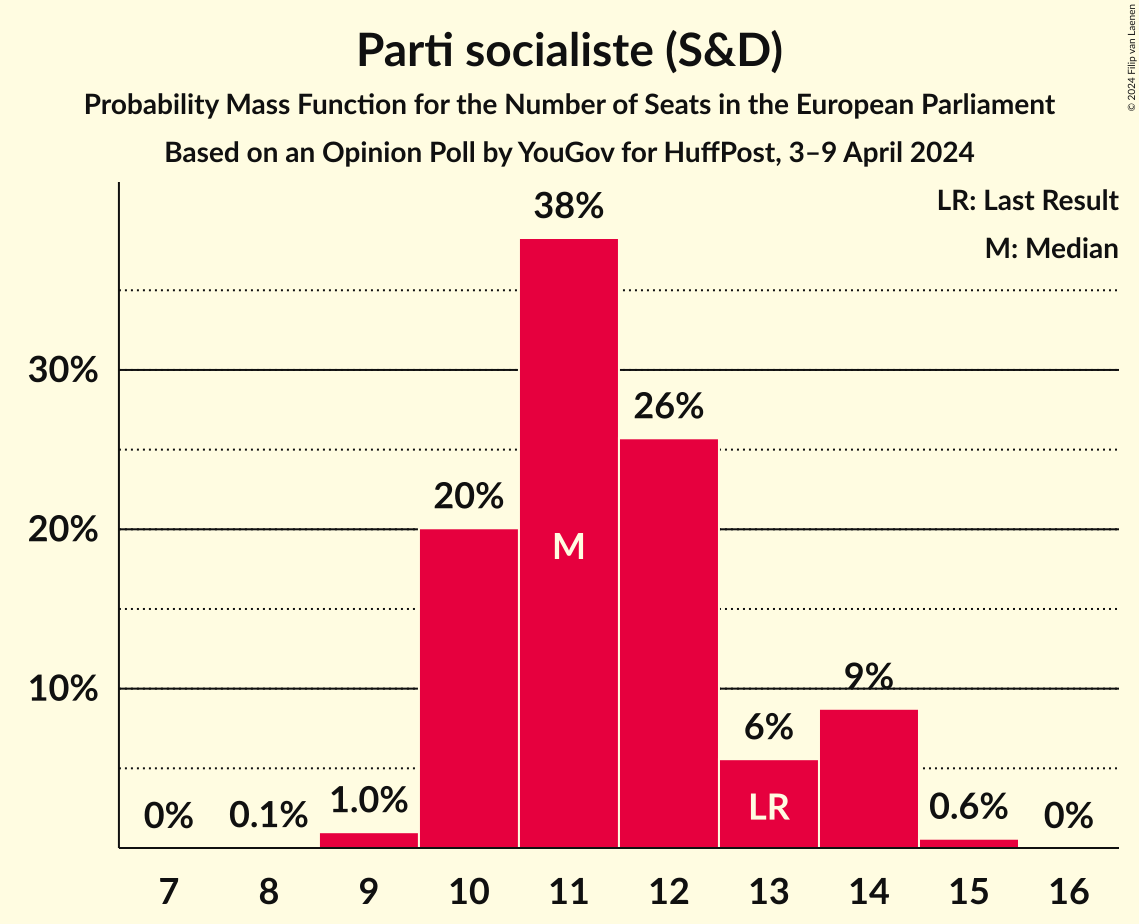 Parti socialiste (S&D)
Probability Mass Function for the Number of Seats in the European Parliament
Based on an Opinion Poll by YouGov for HuffPost, 3–9 April 2024
© 2024 Filip van Laenen
LR: Last Result
M: Median
38%
30%
26%
20%
20%
M
10%
9%
6%
LR
0%
0.1%
1.0%
0.6%
0%
7 8 9 10 11 12 13 14 15 16